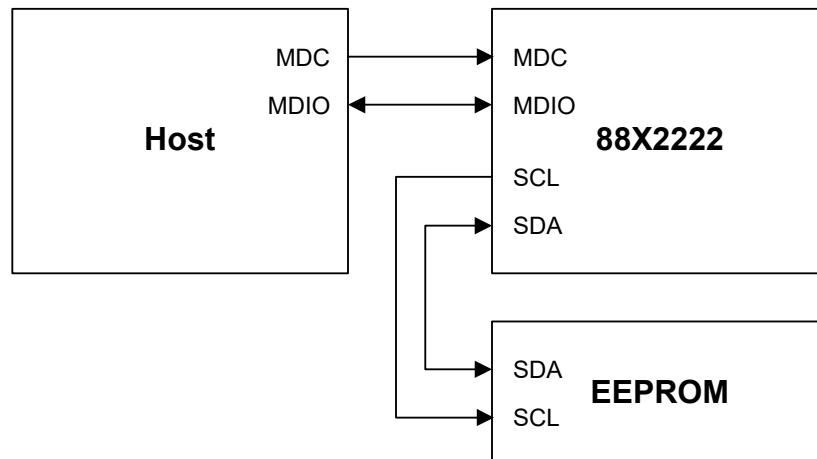 MDC
MDIO
Host
MDC
MDIO
88X2222
SCL
SDA
SDA
EEPROM
SCL